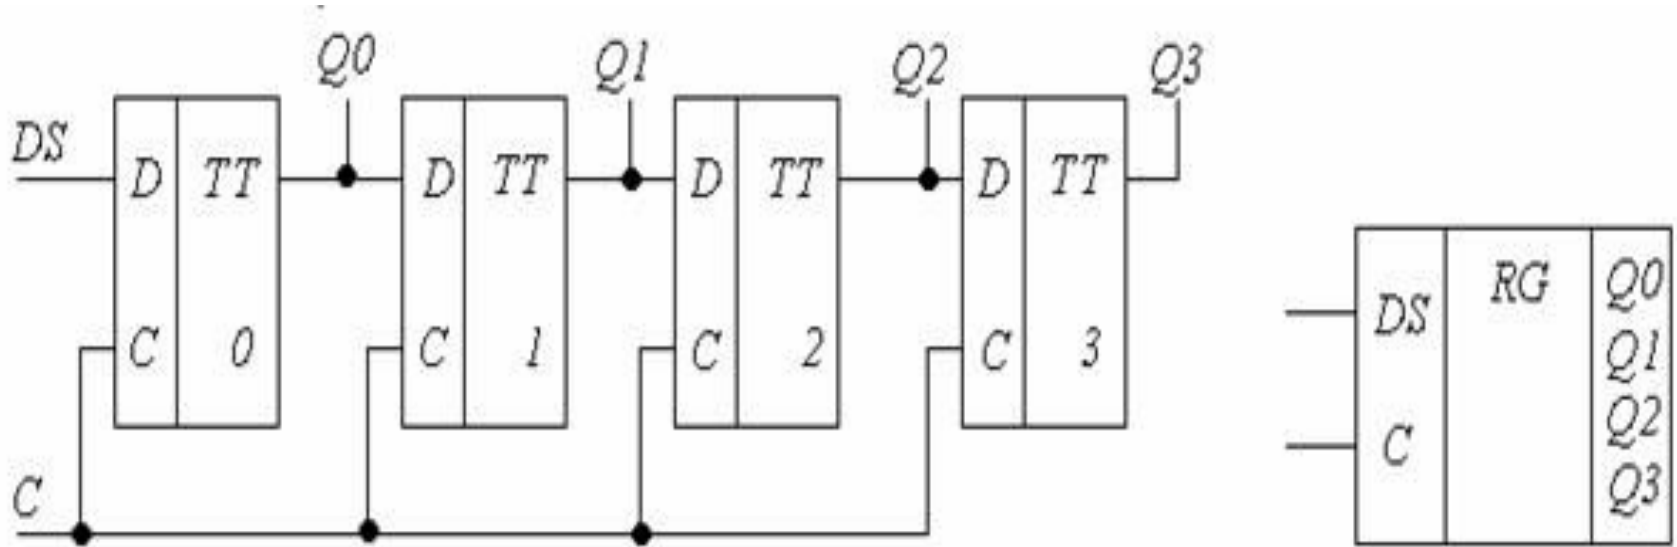 Q0 Q1 Q2 Q3
DS
D TT D TT D TT D TT
C 0 C 1 C 2 C 3
C
RG Q0
DS
Q1
Q2
C
Q3